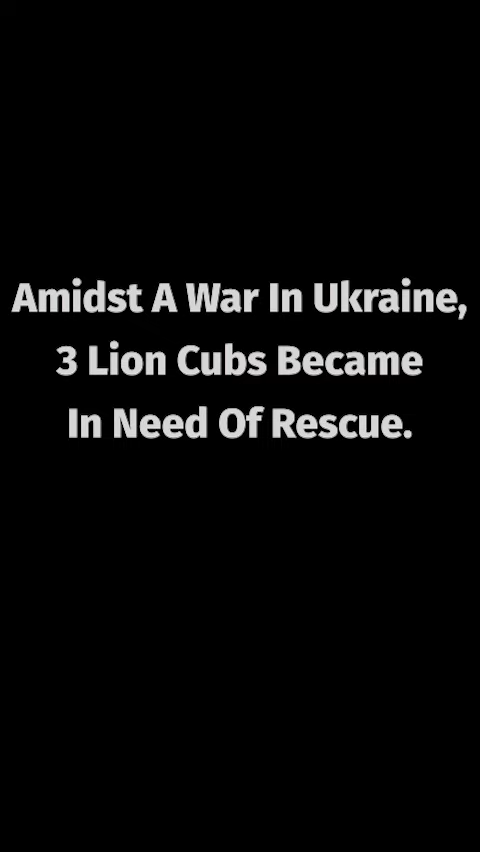 Amidst A War In Ukraine,
3 Lion Cubs Became
In Need Of Rescue.